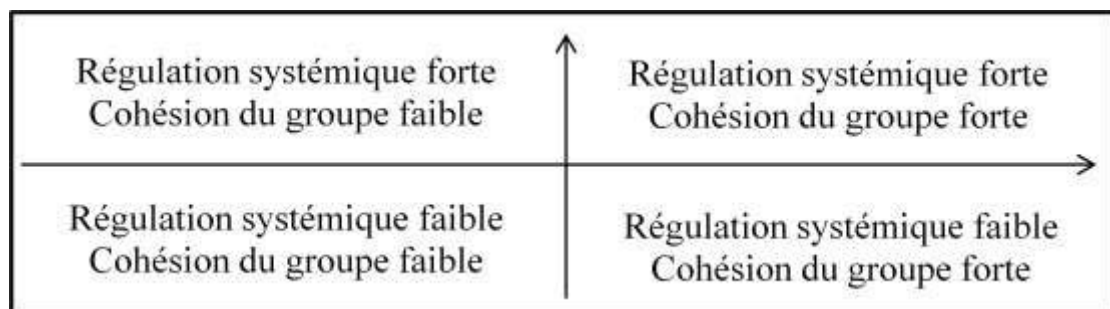 Régulation systémique forte
Cohésion du groupe faible
Régulation systémique forte
Cohésion du groupe forte
Régulation systémique faible
Cohésion du groupe faible
Régulation systémique faible
Cohésion du groupe forte